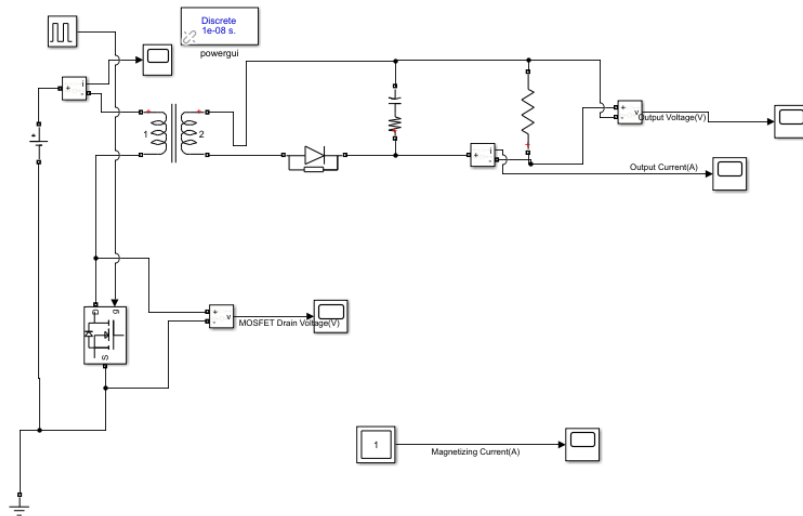 Discrete
1e-08 s.
powergui
i
+
-
+
1
+
2
+
v
+
-
Output Voltage(V)
i
+
-
Output Current(A)
D
g
S
+
-
v
MOSFET Drain Voltage(V)
1
Magnetizing Current(A)